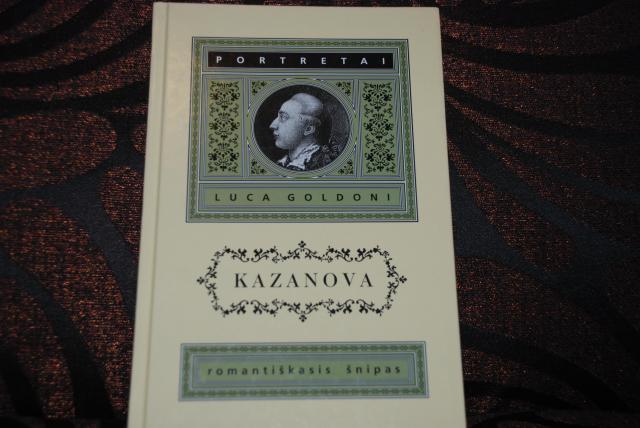 PORTRETAI
LUCA GOLDONI
KAZANOVA
romantiškasis šnipas